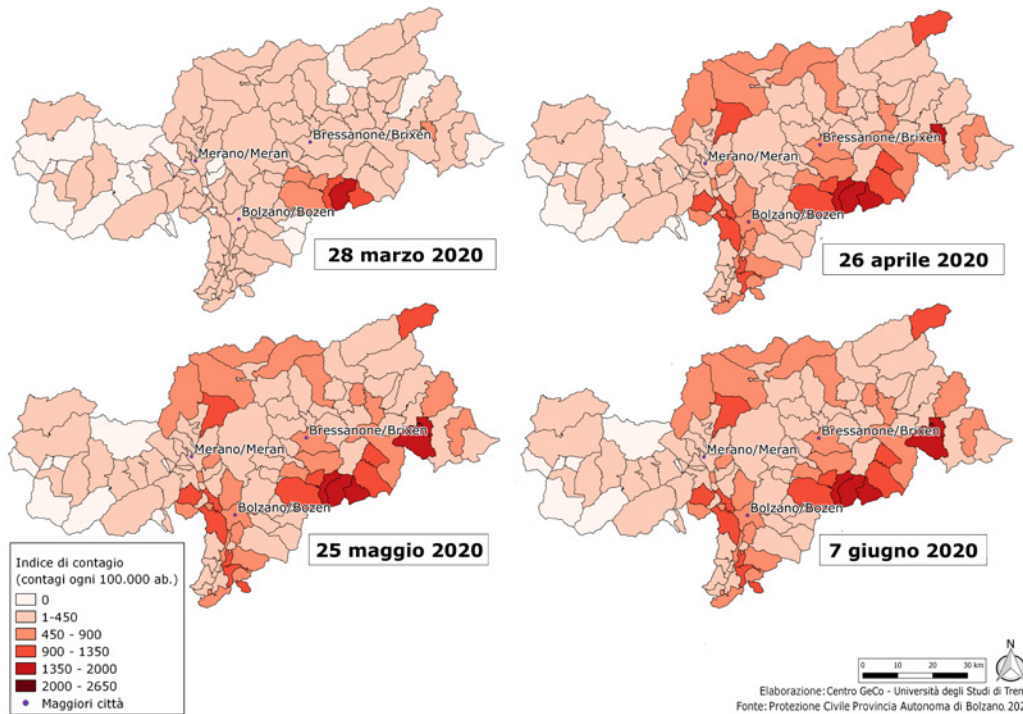 Bressanone/Brixen
Merano/Meran
Bolzano/Bozen
28 marzo 2020
Bressanone/Brixen
Merano/Meran
Bolzano/Bozen
26 aprile 2020
Bressanone/Brixen
Merano/Meran
Bolzano/Bozen
25 maggio 2020
Bressanone/Brixen
Merano/Meran
Bolzano/Bozen
7 giugno 2020
Indice di contagio
(contagi ogni 100.000 ab.)
0
1-450
450 - 900
900 - 1350
1350 - 2000
2000 - 2650
Maggiori città
N
0 10 20 30 km
Elaborazione: Centro GeCo - Università degli Studi di Tren
Fonte: Protezione Civile Provincia Autonoma di Bolzano, 202